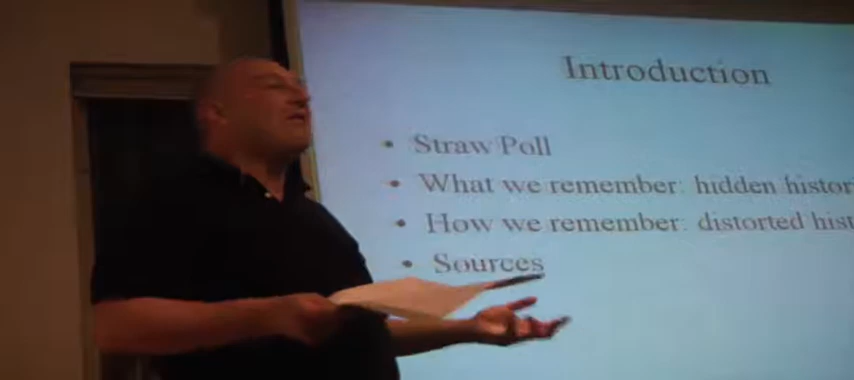 Introduction
• Straw Poll
• What we remember: hidden histor
• How we remember: distorted hist
• Sources